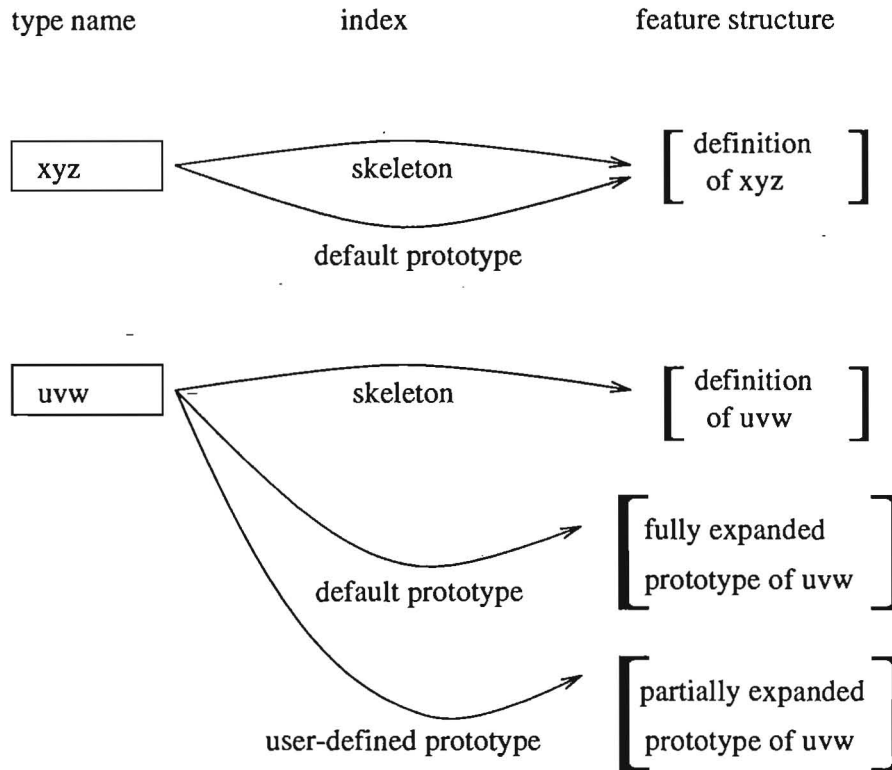 type name index feature structure
xyz
skeleton
default prototype
definition
of xyz
uvw
skeleton
default prototype
user-defined prototype
definition
of uvw
fully expanded
prototype of uvw
partially expanded
prototype of uvw